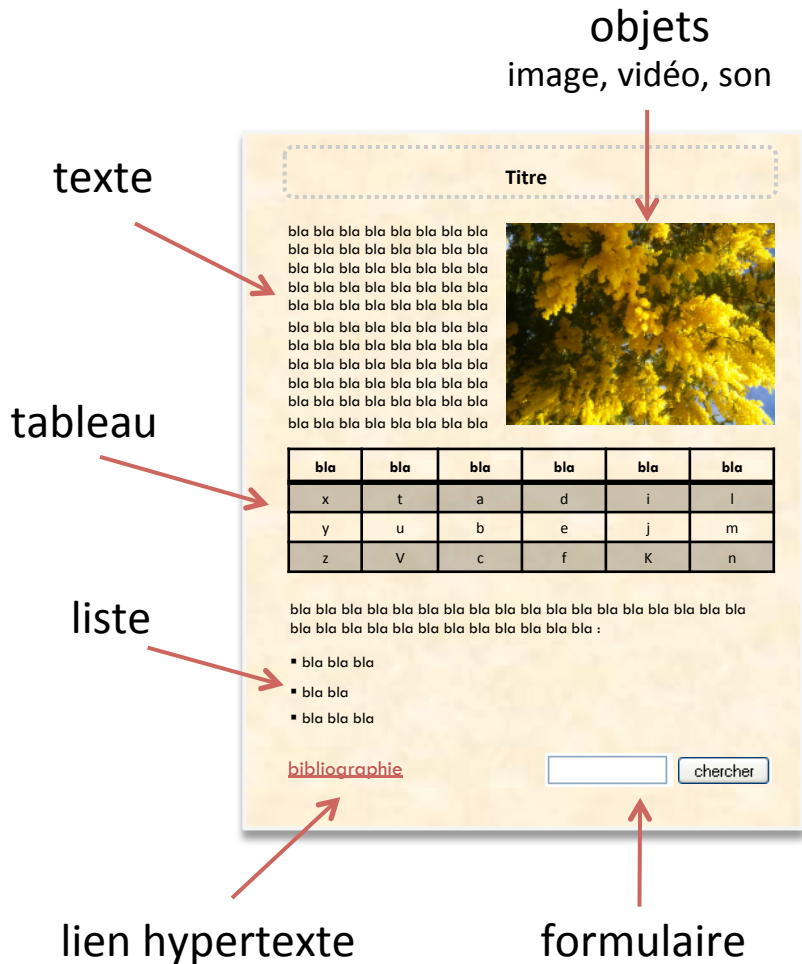 objets
image, vidéo, son
texte
Titre
bla bla bla bla bla bla bla bla
bla bla bla bla bla bla bla bla
bla bla bla bla bla bla bla bla
bla bla bla bla bla bla bla bla
bla bla bla bla bla bla bla bla
bla bla bla bla bla bla bla bla
bla bla bla bla bla bla bla bla
bla bla bla bla bla bla bla bla
bla bla bla bla bla bla bla bla
bla bla bla bla bla bla bla bla
bla bla bla bla bla bla bla bla
tableau
bla bla bla bla bla bla
x t a d i l
y u b e j m
z V c f K n
liste
bla bla bla bla bla bla bla bla bla bla bla bla bla bla bla bla bla bla
bla bla bla bla bla bla bla bla bla bla bla bla :
▪ bla bla bla
▪ bla bla
▪ bla bla bla
bibliographie chercher
lien hypertexte formulaire